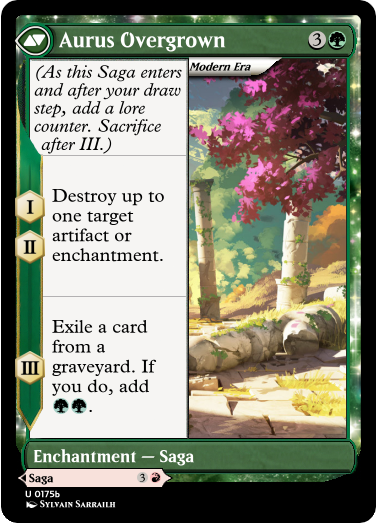 Aurus Overgrown 3
Modern Era
(As this Saga enters
and after your draw
step, add a lore
counter. Sacrifice
after III.)
I
II
Destroy up to
one target
artifact or
enchantment.
III
Exile a card
from a
graveyard. If
you do, add
.
Enchantment — Saga
Saga 3
U 0175b
Sylvain Sarrailh